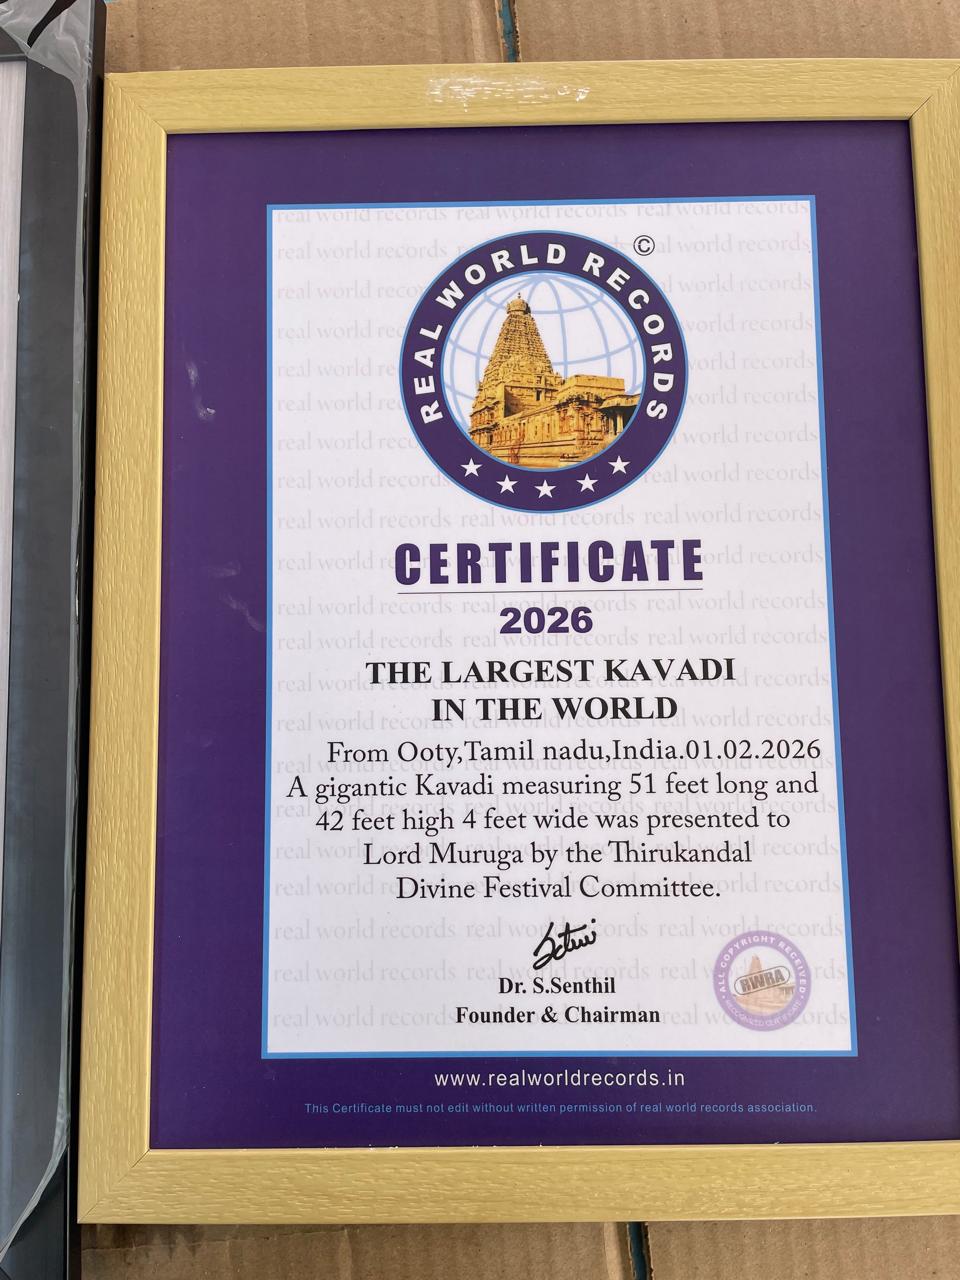 REAL WORLD RECORDS
©
CERTIFICATE
2026
THE LARGEST KAVADI
IN THE WORLD
From Ooty,Tamil nadu,India.01.02.2026
A gigantic Kavadi measuring 51 feet long and
42 feet high 4 feet wide was presented to
Lord Muruga by the Thirukandal
Divine Festival Committee.
Dr. S.Senthil
Founder & Chairman
ALL COPYRIGHT RECEIVED
RWRA
RECOGNIZED CERTIFICATE
www.realworldrecords.in
This Certificate must not edit without written permission of real world records association.